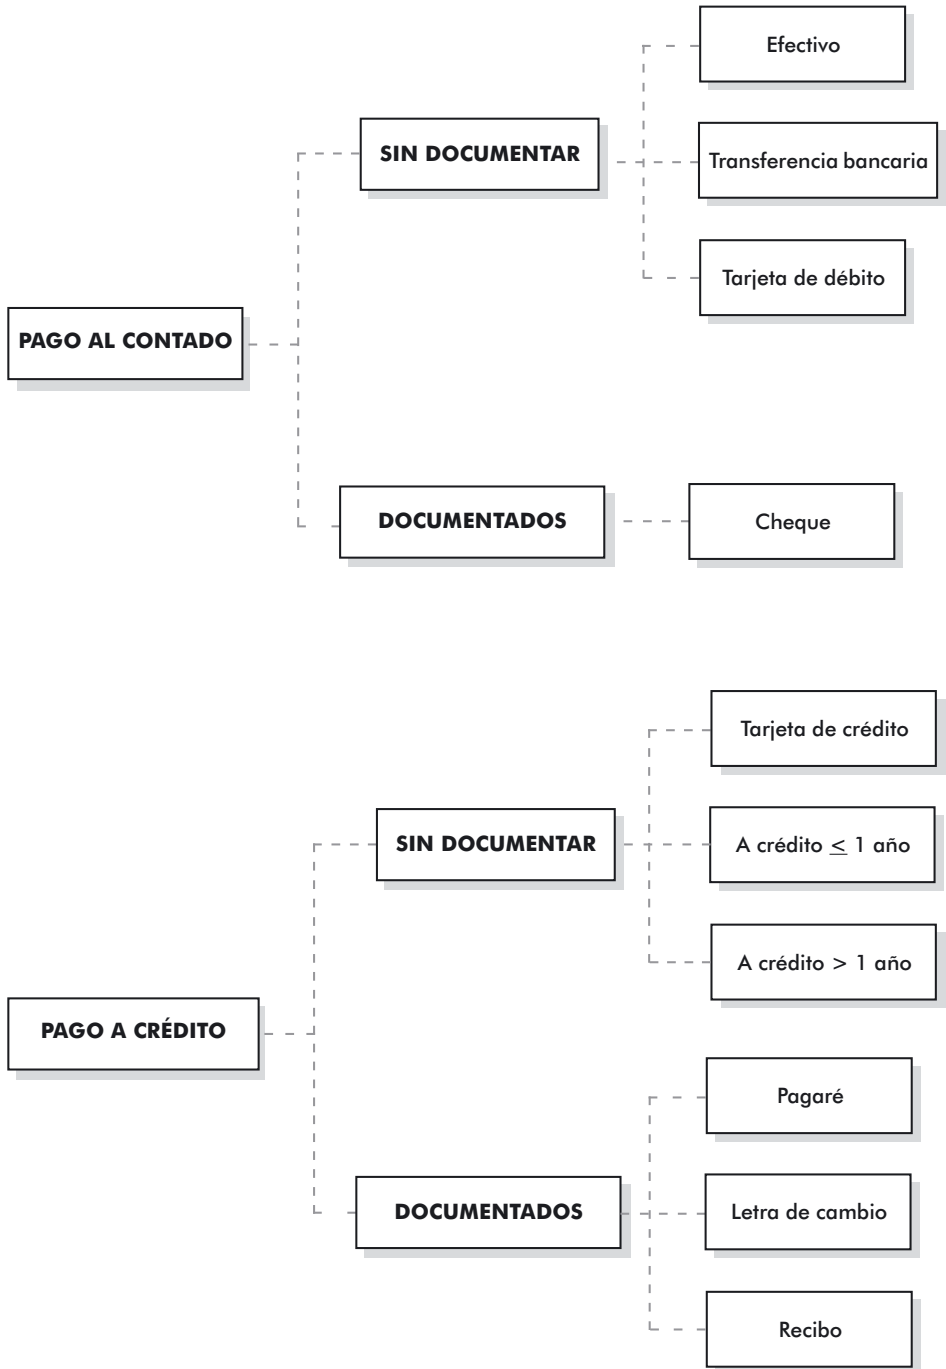 Efectivo
SIN DOCUMENTAR
Transferencia bancaria
Tarjeta de débito
PAGO AL CONTADO
DOCUMENTADOS
Cheque
Tarjeta de crédito
SIN DOCUMENTAR
A crédito ≤ 1 año
A crédito > 1 año
PAGO A CRÉDITO
Pagaré
DOCUMENTADOS
Letra de cambio
Recibo